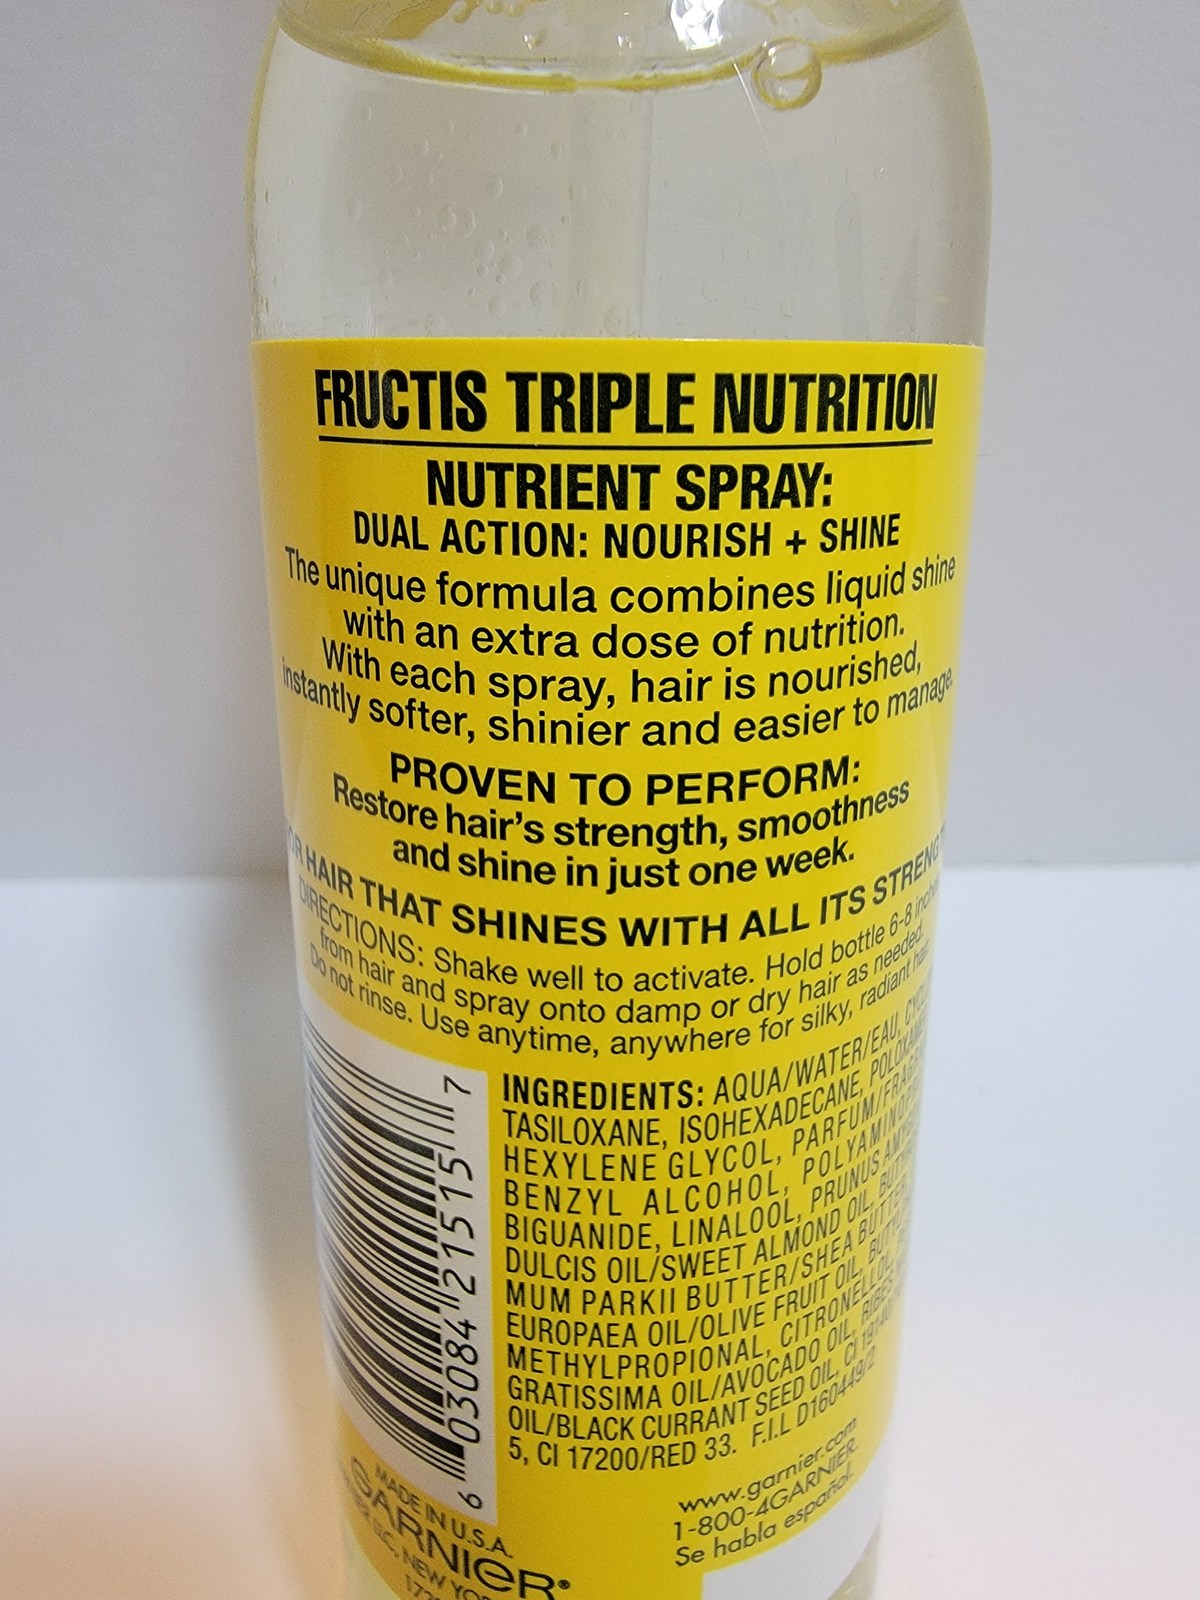 FRUCTIS TRIPLE NUTRITION
NUTRIENT SPRAY:
DUAL ACTION: NOURISH + SHINE
The unique formula combines liquid shine
with an extra dose of nutrition.
With each spray, hair is nourished,
instantly softer, shinier and easier to manage.
PROVEN TO PERFORM:
Restore hair's strength, smoothness
and shine in just one week.
HAIR THAT SHINES WITH ALL ITS
DIRECTIONS: Shake well to activate. Hold bottle 6-8
from hair and spray onto damp or dry hair as needed.
Do not rinse. Use anytime, anywhere for silky, radiant
INGREDIENTS: AQUA/WATER/EAU,
TASILOXANE, ISOHEXADECANE,
HEXYLENE GLYCOL,
BENZYL ALCOHOL,
BIGUANIDE, LINALOOL, PRUNUS
DULCIS OIL/SWEET ALMOND OIL,
MUM PARKII BUTTER/SHEA BUTTER,
EUROPAEA OIL/OLIVE FRUIT OIL,
METHYLPROPIONAL, CITRONELLOL,
GRATISSIMA OIL/AVOCADO OIL, RIBES
OIL/BLACK CURRANT SEED OIL, CI
5, CI 17200/RED 33. F.I.L D160449/2
6 03084 21515 7
MADE IN U.S.A.
GARNIER®
NEW
www.garnier.com
1-800-4GARNIER.
Se habla español.